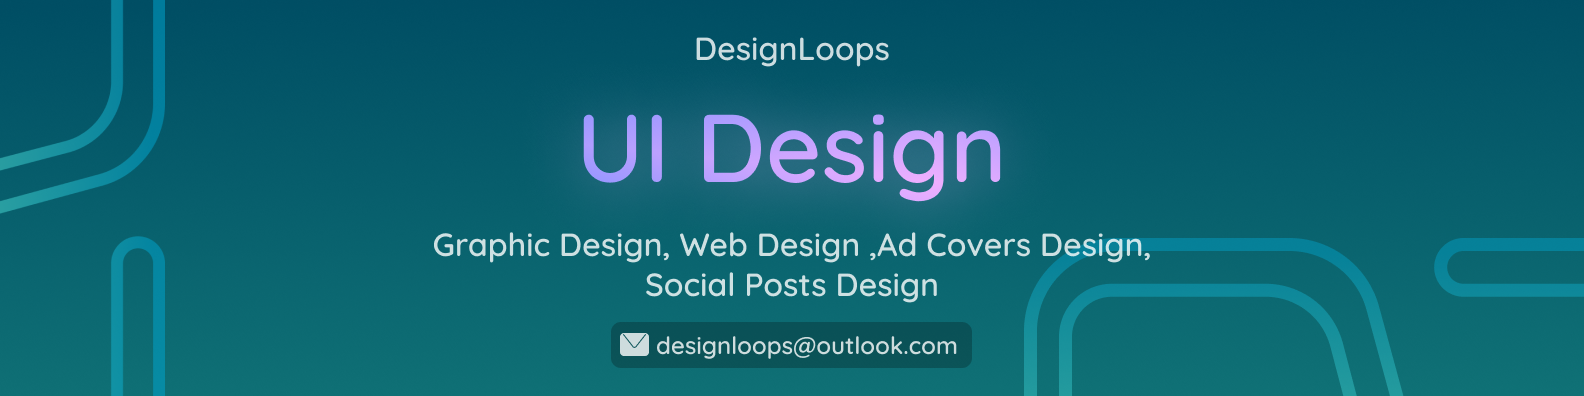 DesignLoops
UI Design
Graphic Design, Web Design ,Ad Covers Design,
Social Posts Design
designloops@outlook.com